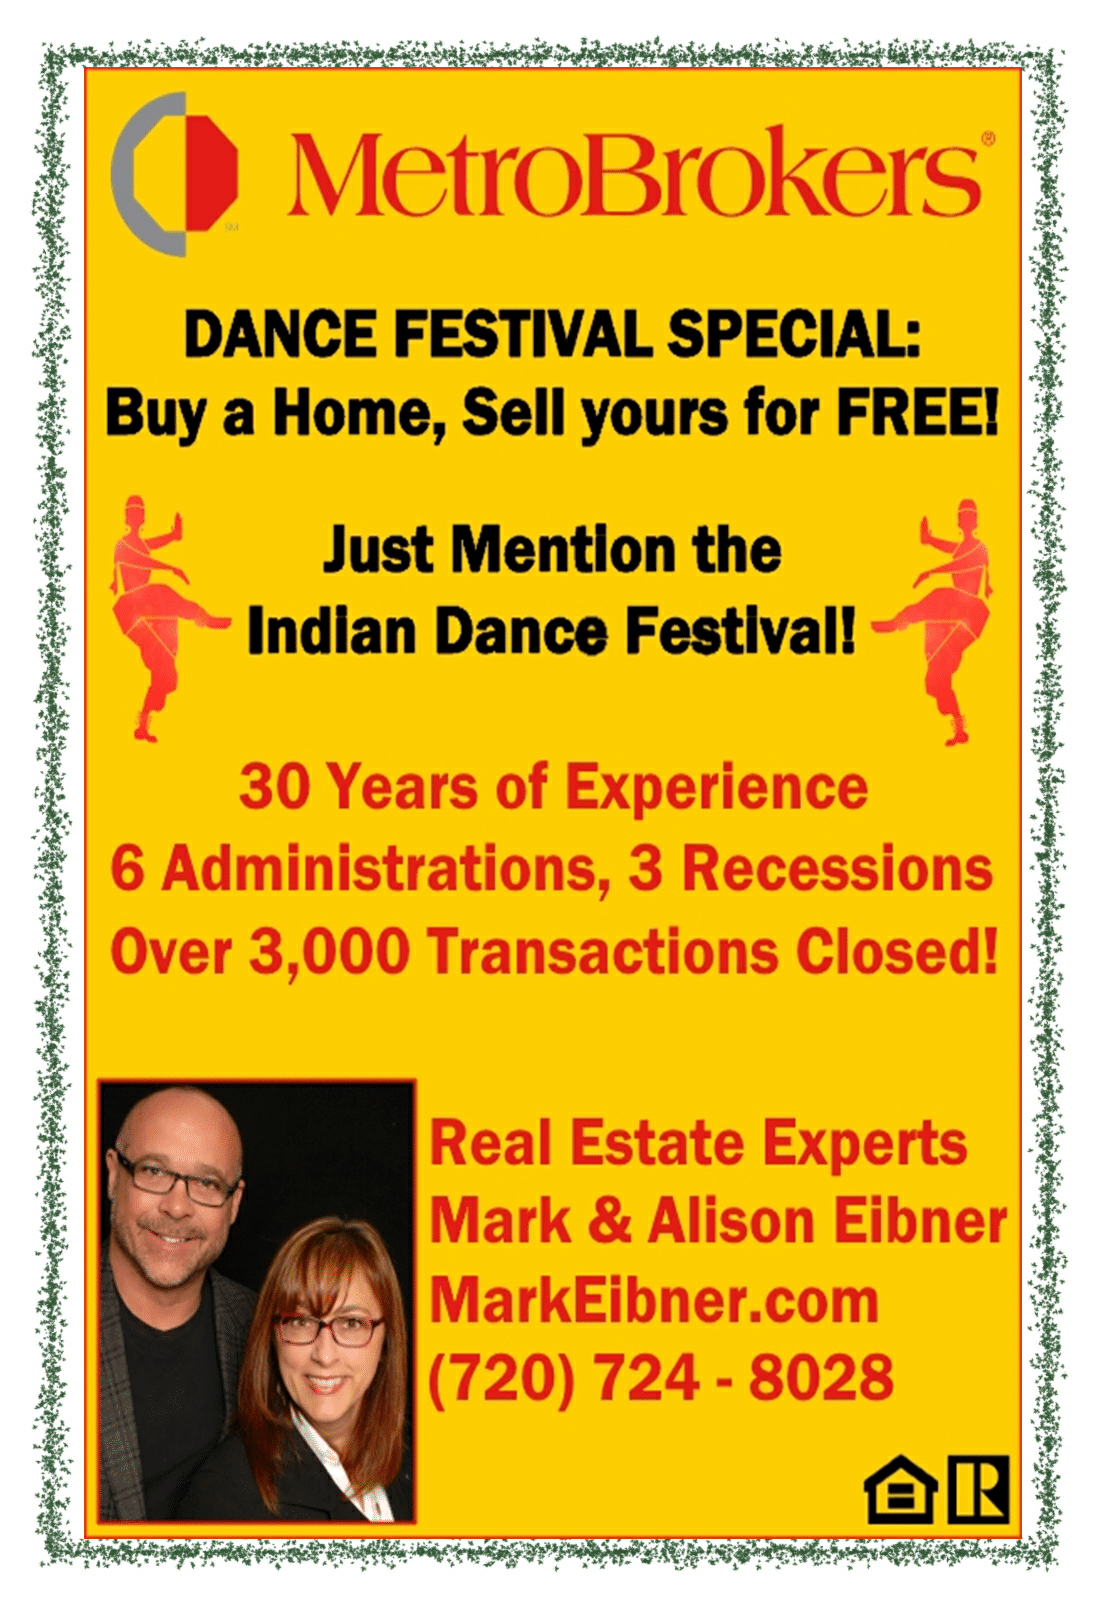 MetroBrokers®
SM
DANCE FESTIVAL SPECIAL:
Buy a Home, Sell yours for FREE!
Just Mention the
Indian Dance Festival!
30 Years of Experience
6 Administrations, 3 Recessions
Over 3,000 Transactions Closed!
Real Estate Experts
Mark & Alison Eibner
MarkEibner.com
(720) 724 - 8028
R